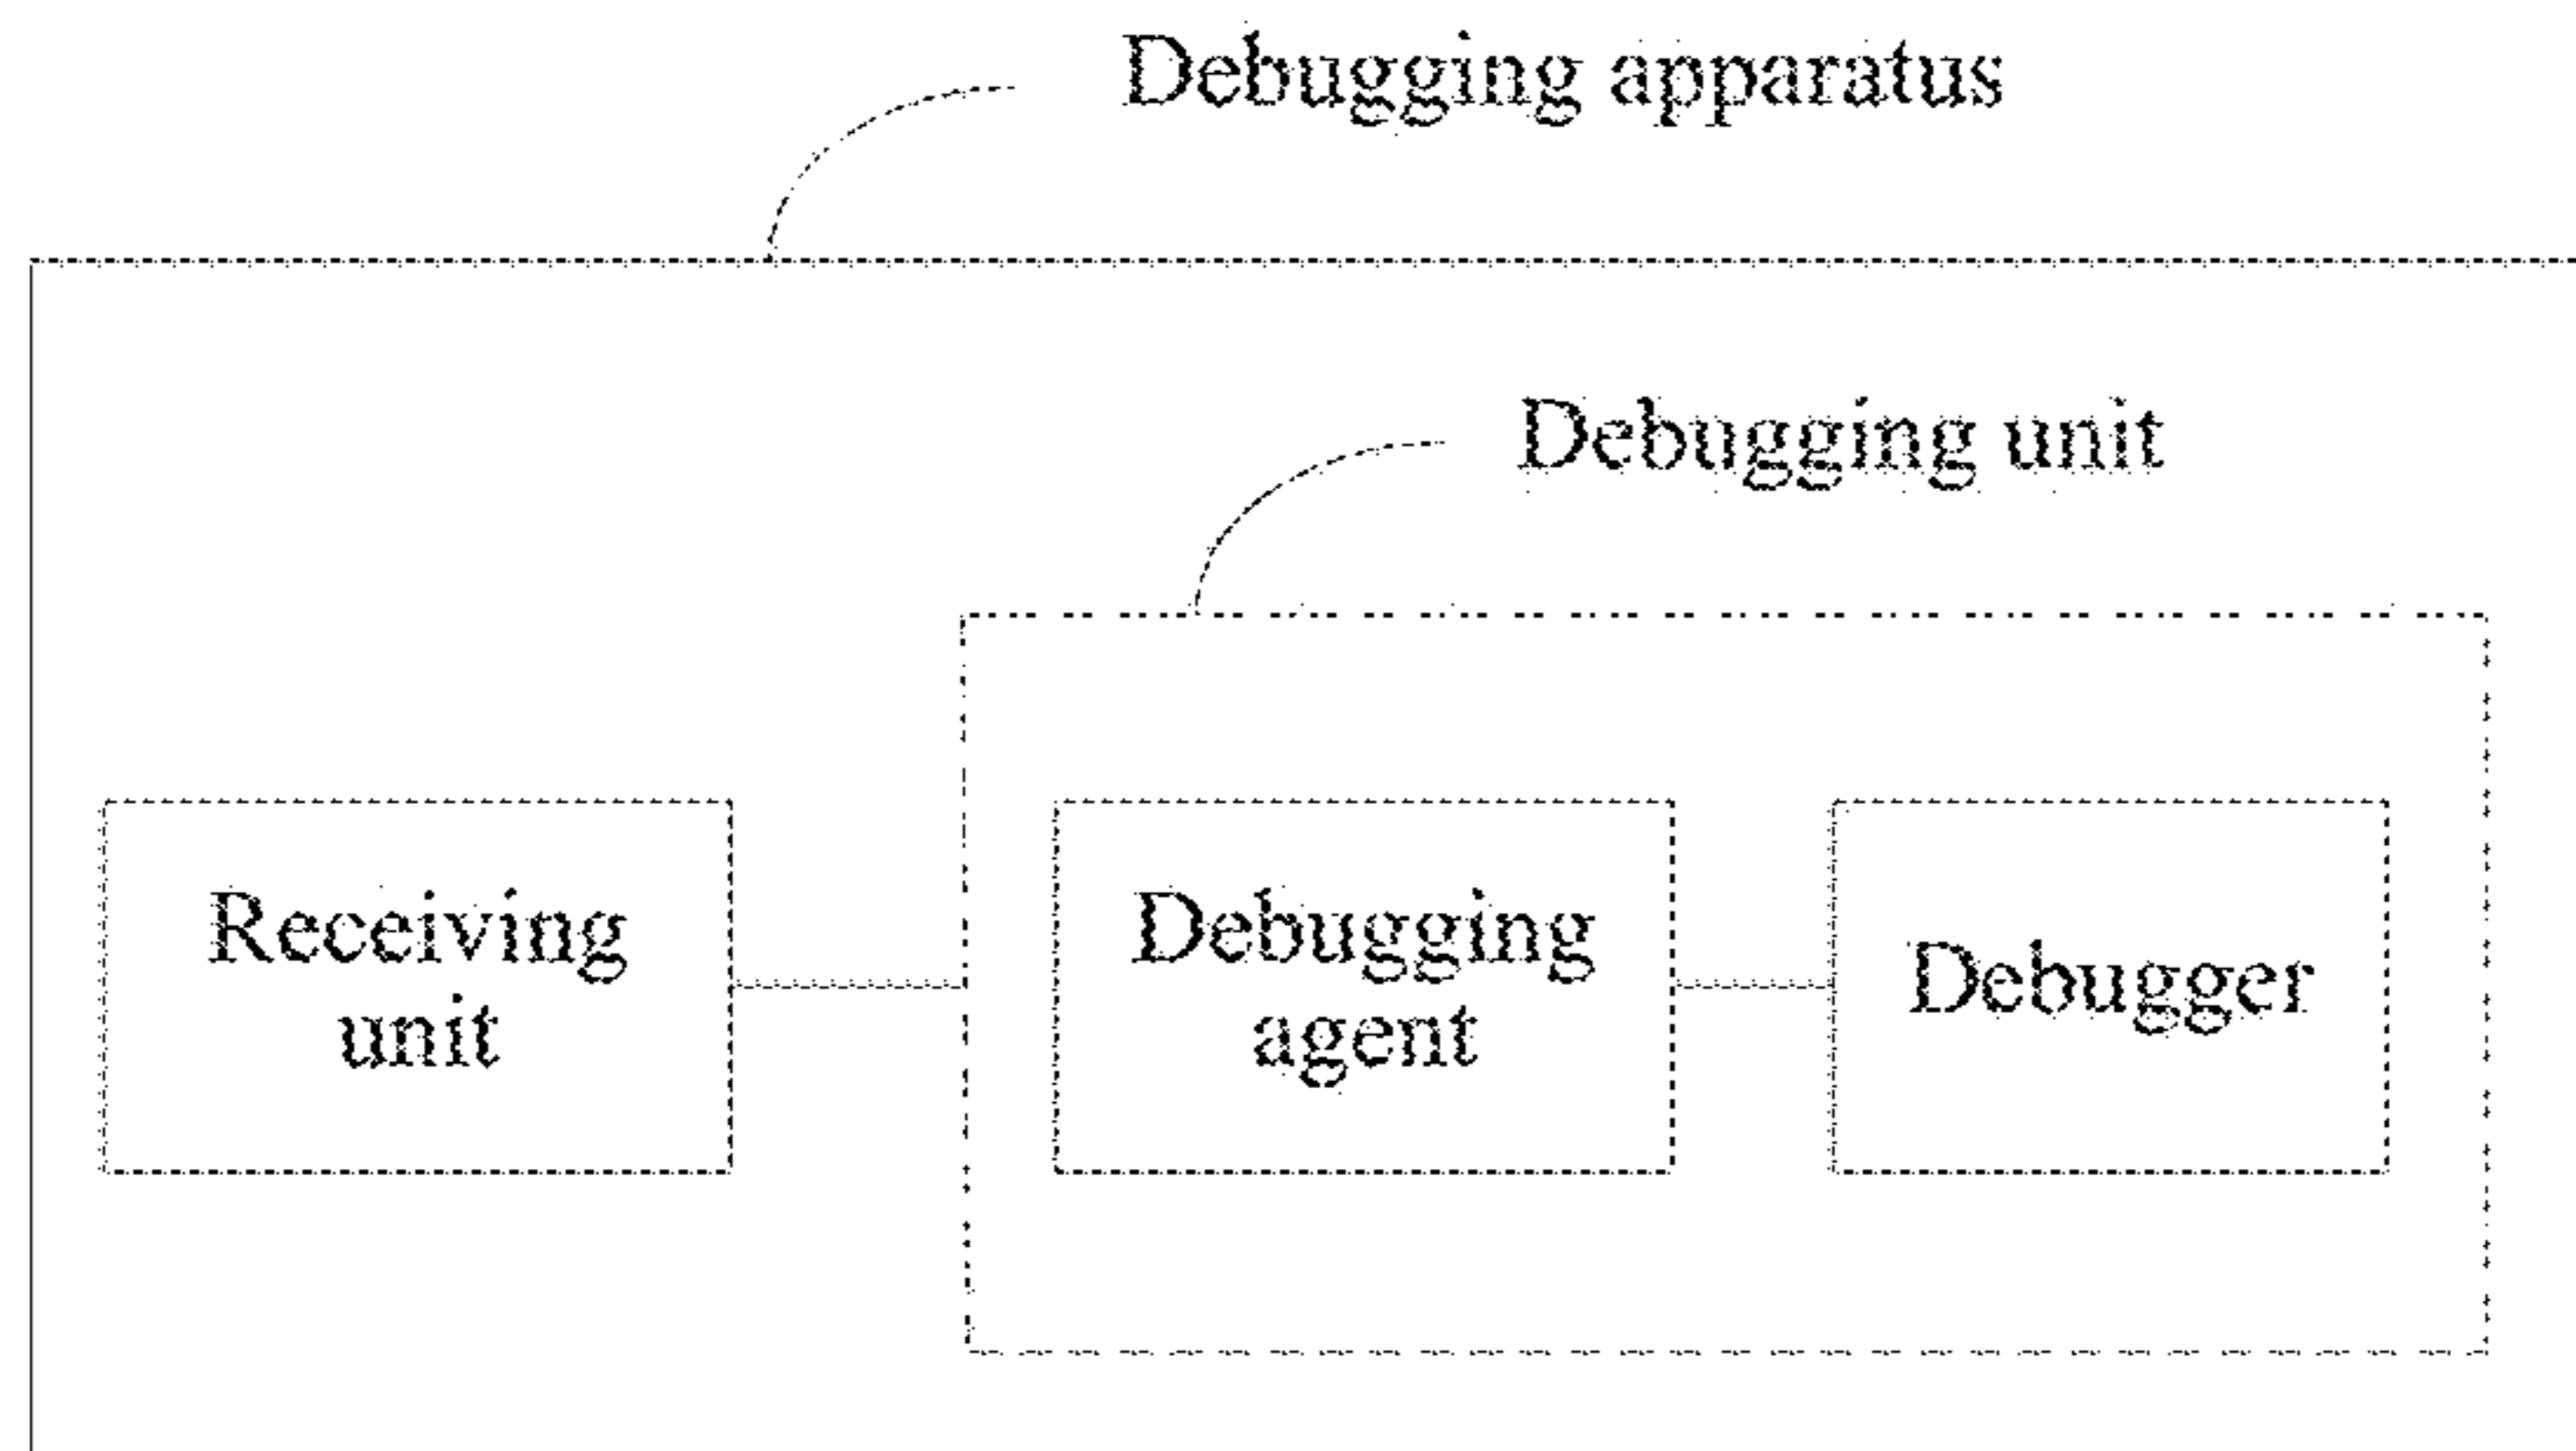 Debugging apparatus
Debugging unit
Receiving
unit
Debugging
agent
Debugger